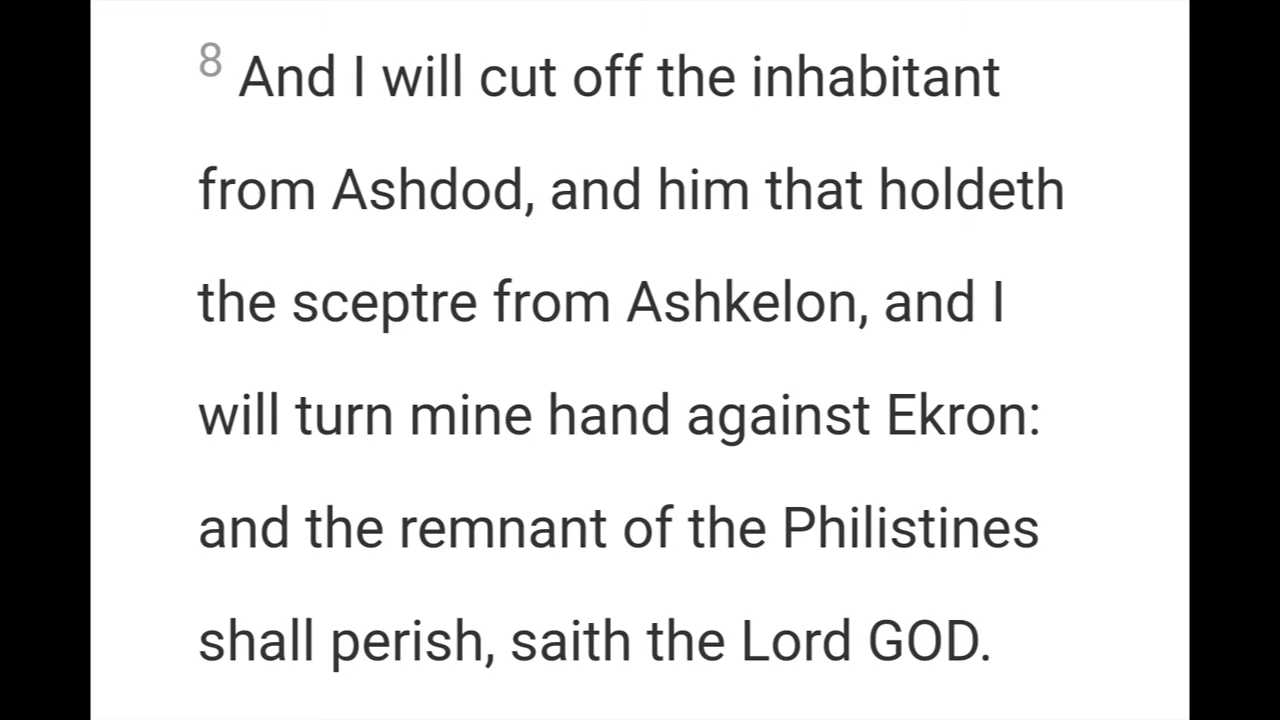 8 And I will cut off the inhabitant
from Ashdod, and him that holdeth
the sceptre from Ashkelon, and I
will turn mine hand against Ekron:
and the remnant of the Philistines
shall perish, saith the Lord GOD.